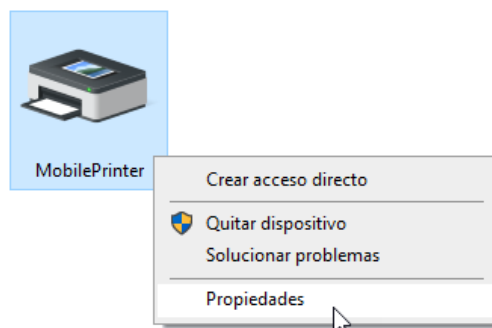 MobilePrinter
Crear acceso directo
Quitar dispositivo
Solucionar problemas
Propiedades